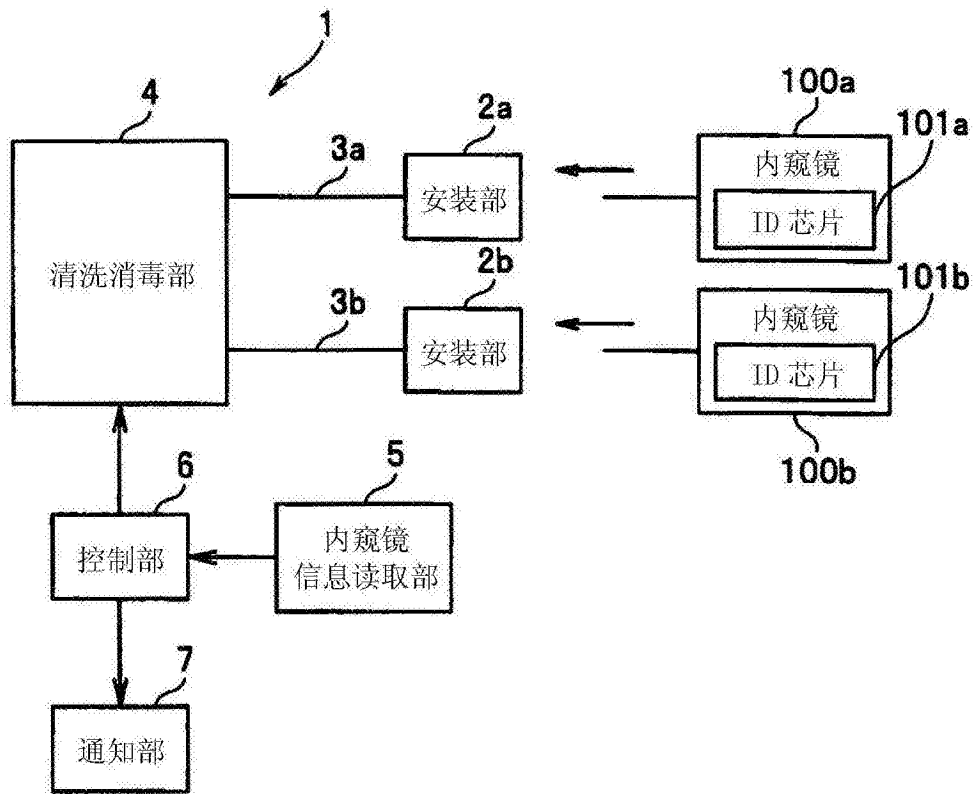 1
4
3a
2a
100a
101a
内窥镜
安装部
ID 芯片
清洗消毒部
3b
2b
101b
内窥镜
安装部
ID 芯片
100b
6
5
控制部
内窥镜
信息读取部
7
通知部